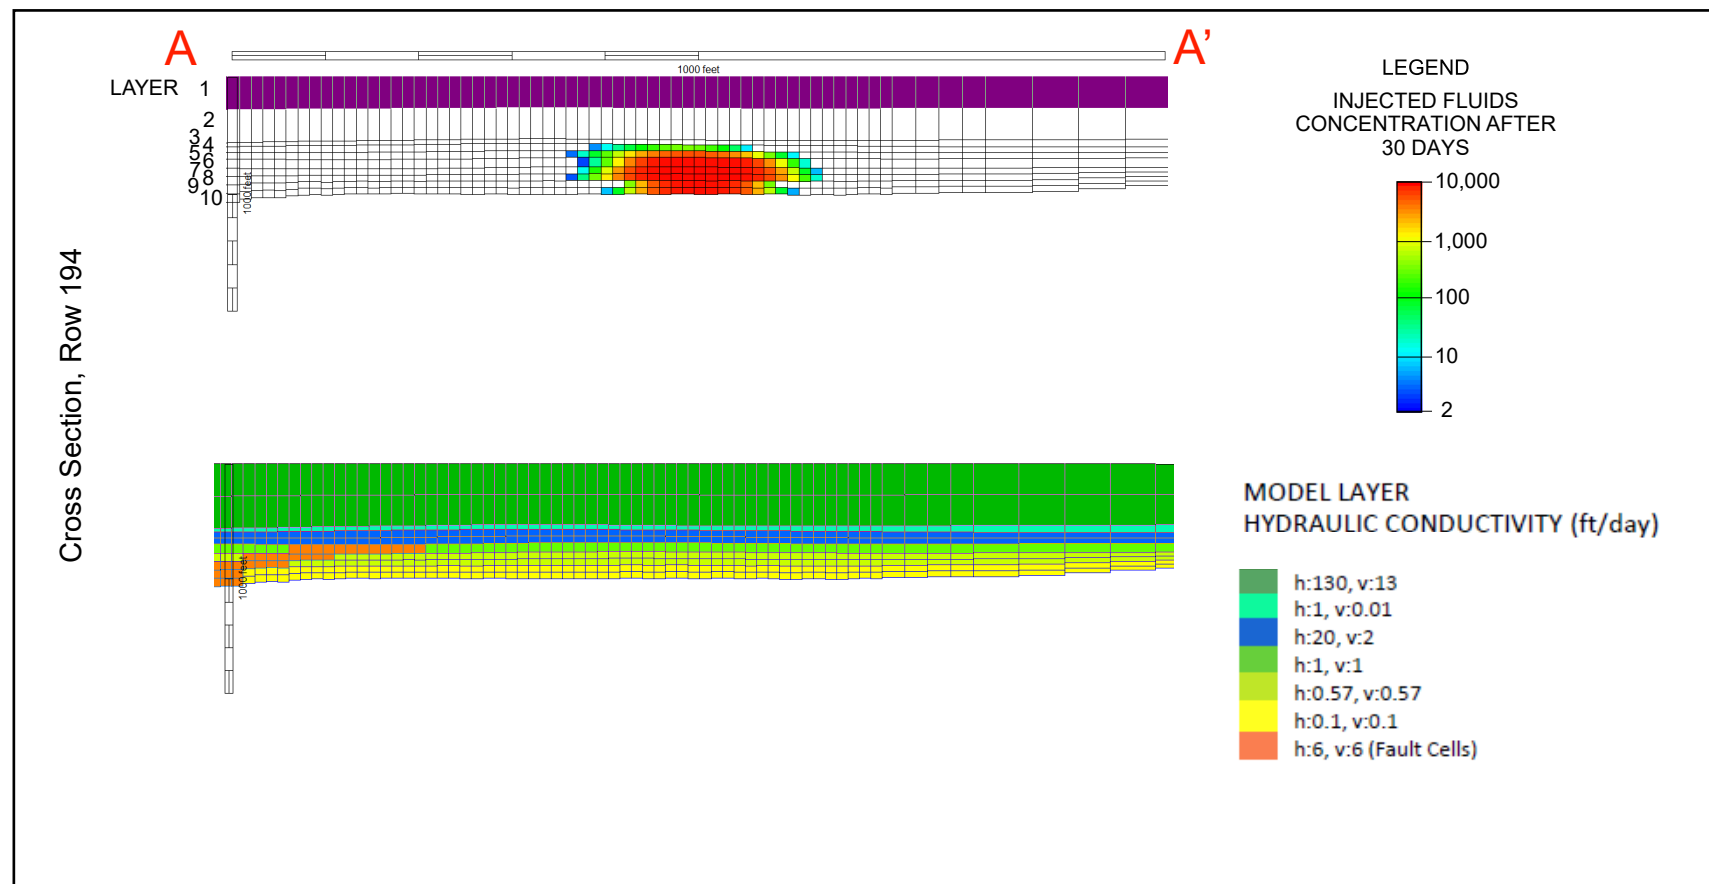 A
A'
1000 feet
LAYER 1
2
3
4
5
6
7
8
9
10
1000 feet
Cross Section, Row 194
LEGEND
INJECTED FLUIDS
CONCENTRATION AFTER
30 DAYS
10,000
1,000
100
10
2
1000 feet
MODEL LAYER
HYDRAULIC CONDUCTIVITY (ft/day)
h:130, v:13
h:1, v:0.01
h:20, v:2
h:1, v:1
h:0.57, v:0.57
h:0.1, v:0.1
h:6, v:6 (Fault Cells)